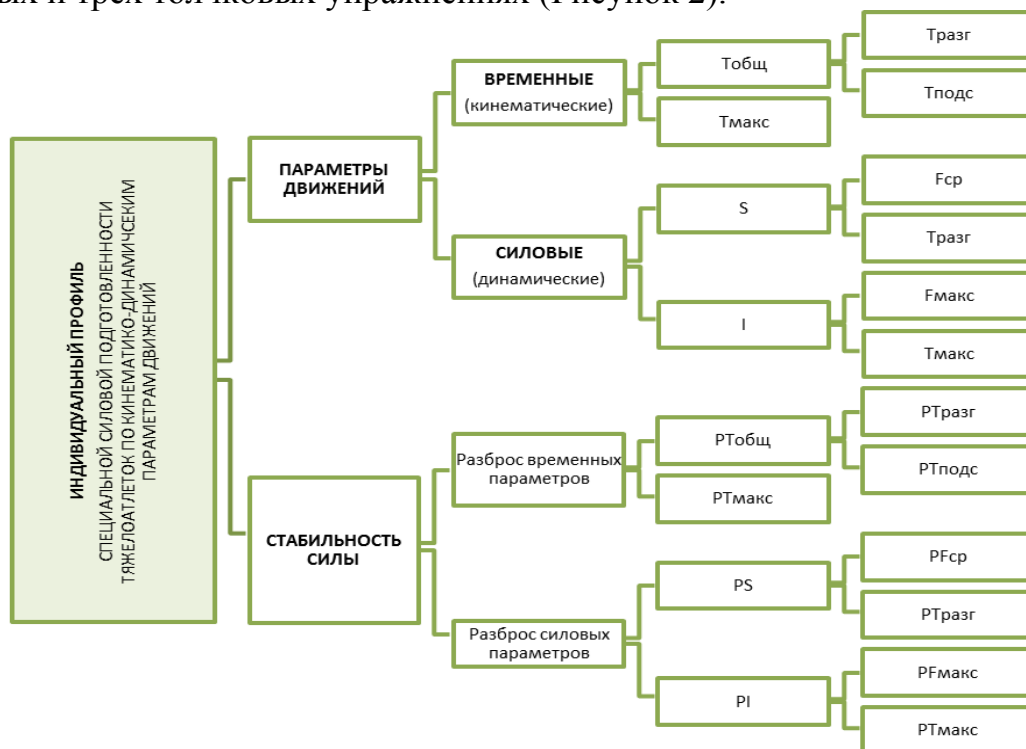 ых и трех толчковых упражнениях (Рисунок 2).
ИНДИВИДУАЛЬНЫЙ ПРОФИЛЬ
СПЕЦИАЛЬНОЙ СИЛОВОЙ ПОДГОТОВЛЕННОСТИ
ТЯЖЕЛОАТЛЕТОК ПО КИНЕМАТИКО-ДИНАМИЧСЕКИМ
ПАРАМЕТРАМ ДВИЖЕНИЙ
ПАРАМЕТРЫ
ДВИЖЕНИЙ
ВРЕМЕННЫЕ
(кинематические)
Тобщ
Тразг
Тподс
Тмакс
СИЛОВЫЕ
(динамические)
S
Fср
Тразг
I
Fмакс
Тмакс
СТАБИЛЬНОСТЬ
СИЛЫ
Разброс временных
параметров
РТобщ
РТразг
РТподс
РТмакс
Разброс силовых
параметров
PS
PFср
РТразг
PI
PFмакс
РТмакс